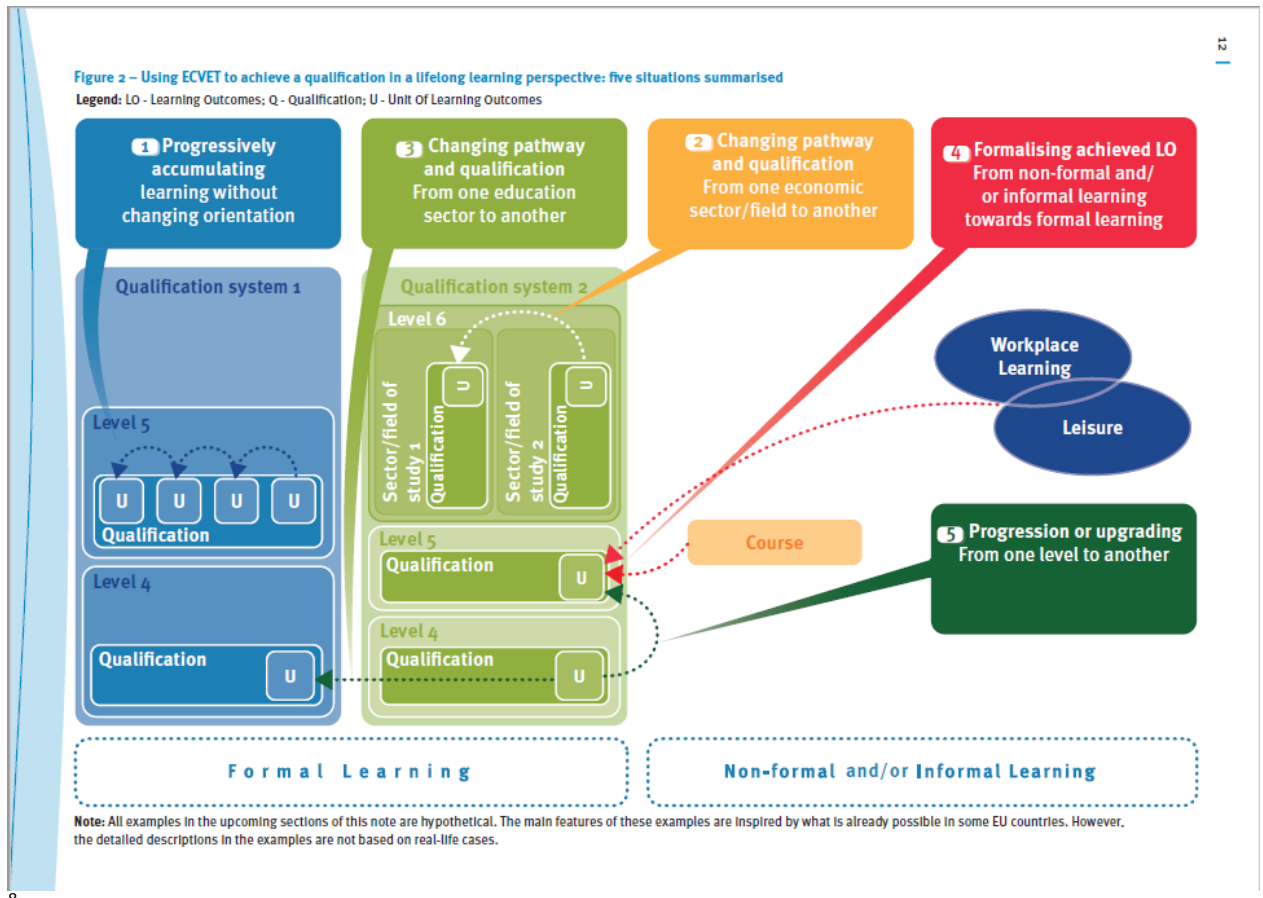 12
Figure 2 – Using ECVET to achieve a qualification in a lifelong learning perspective: five situations summarised
Legend: LO - Learning Outcomes; Q - Qualification; U - Unit Of Learning Outcomes
1 Progressively
accumulating
learning without
changing orientation
3 Changing pathway
and qualification
From one education
sector to another
2 Changing pathway
and qualification
From one economic
sector/field to another
4 Formalising achieved LO
From non-formal and/
or informal learning
towards formal learning
Qualification system 1
Level 5
U U U U
Qualification
Level 4
Qualification
U
Qualification system 2
Level 6
Sector/field of
study 1
Qualification
U
Sector/field of
study 2
Qualification
U
Level 5
Qualification
U
Level 4
Qualification
U
Workplace
Learning
Leisure
Course
5 Progression or upgrading
From one level to another
Formal Learning
Non-formal and/or Informal Learning
Note: All examples in the upcoming sections of this note are hypothetical. The main features of these examples are inspired by what is already possible in some EU countries. However,
the detailed descriptions in the examples are not based on real-life cases.